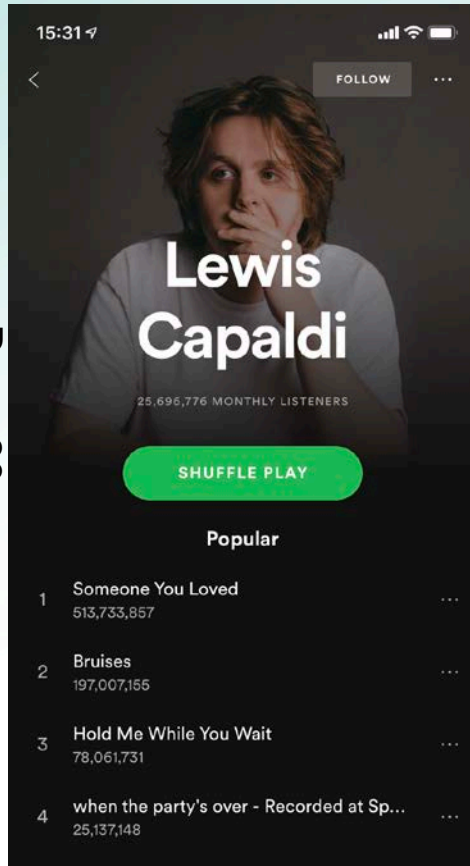 15:31
FOLLOW
Lewis
Capaldi
25,696,776 MONTHLY LISTENERS
SHUFFLE PLAY
Popular
1 Someone You Loved
513,733,857
2 Bruises
197,007,155
3 Hold Me While You Wait
78,061,731
4 when the party's over - Recorded at Sp...
25,137,148